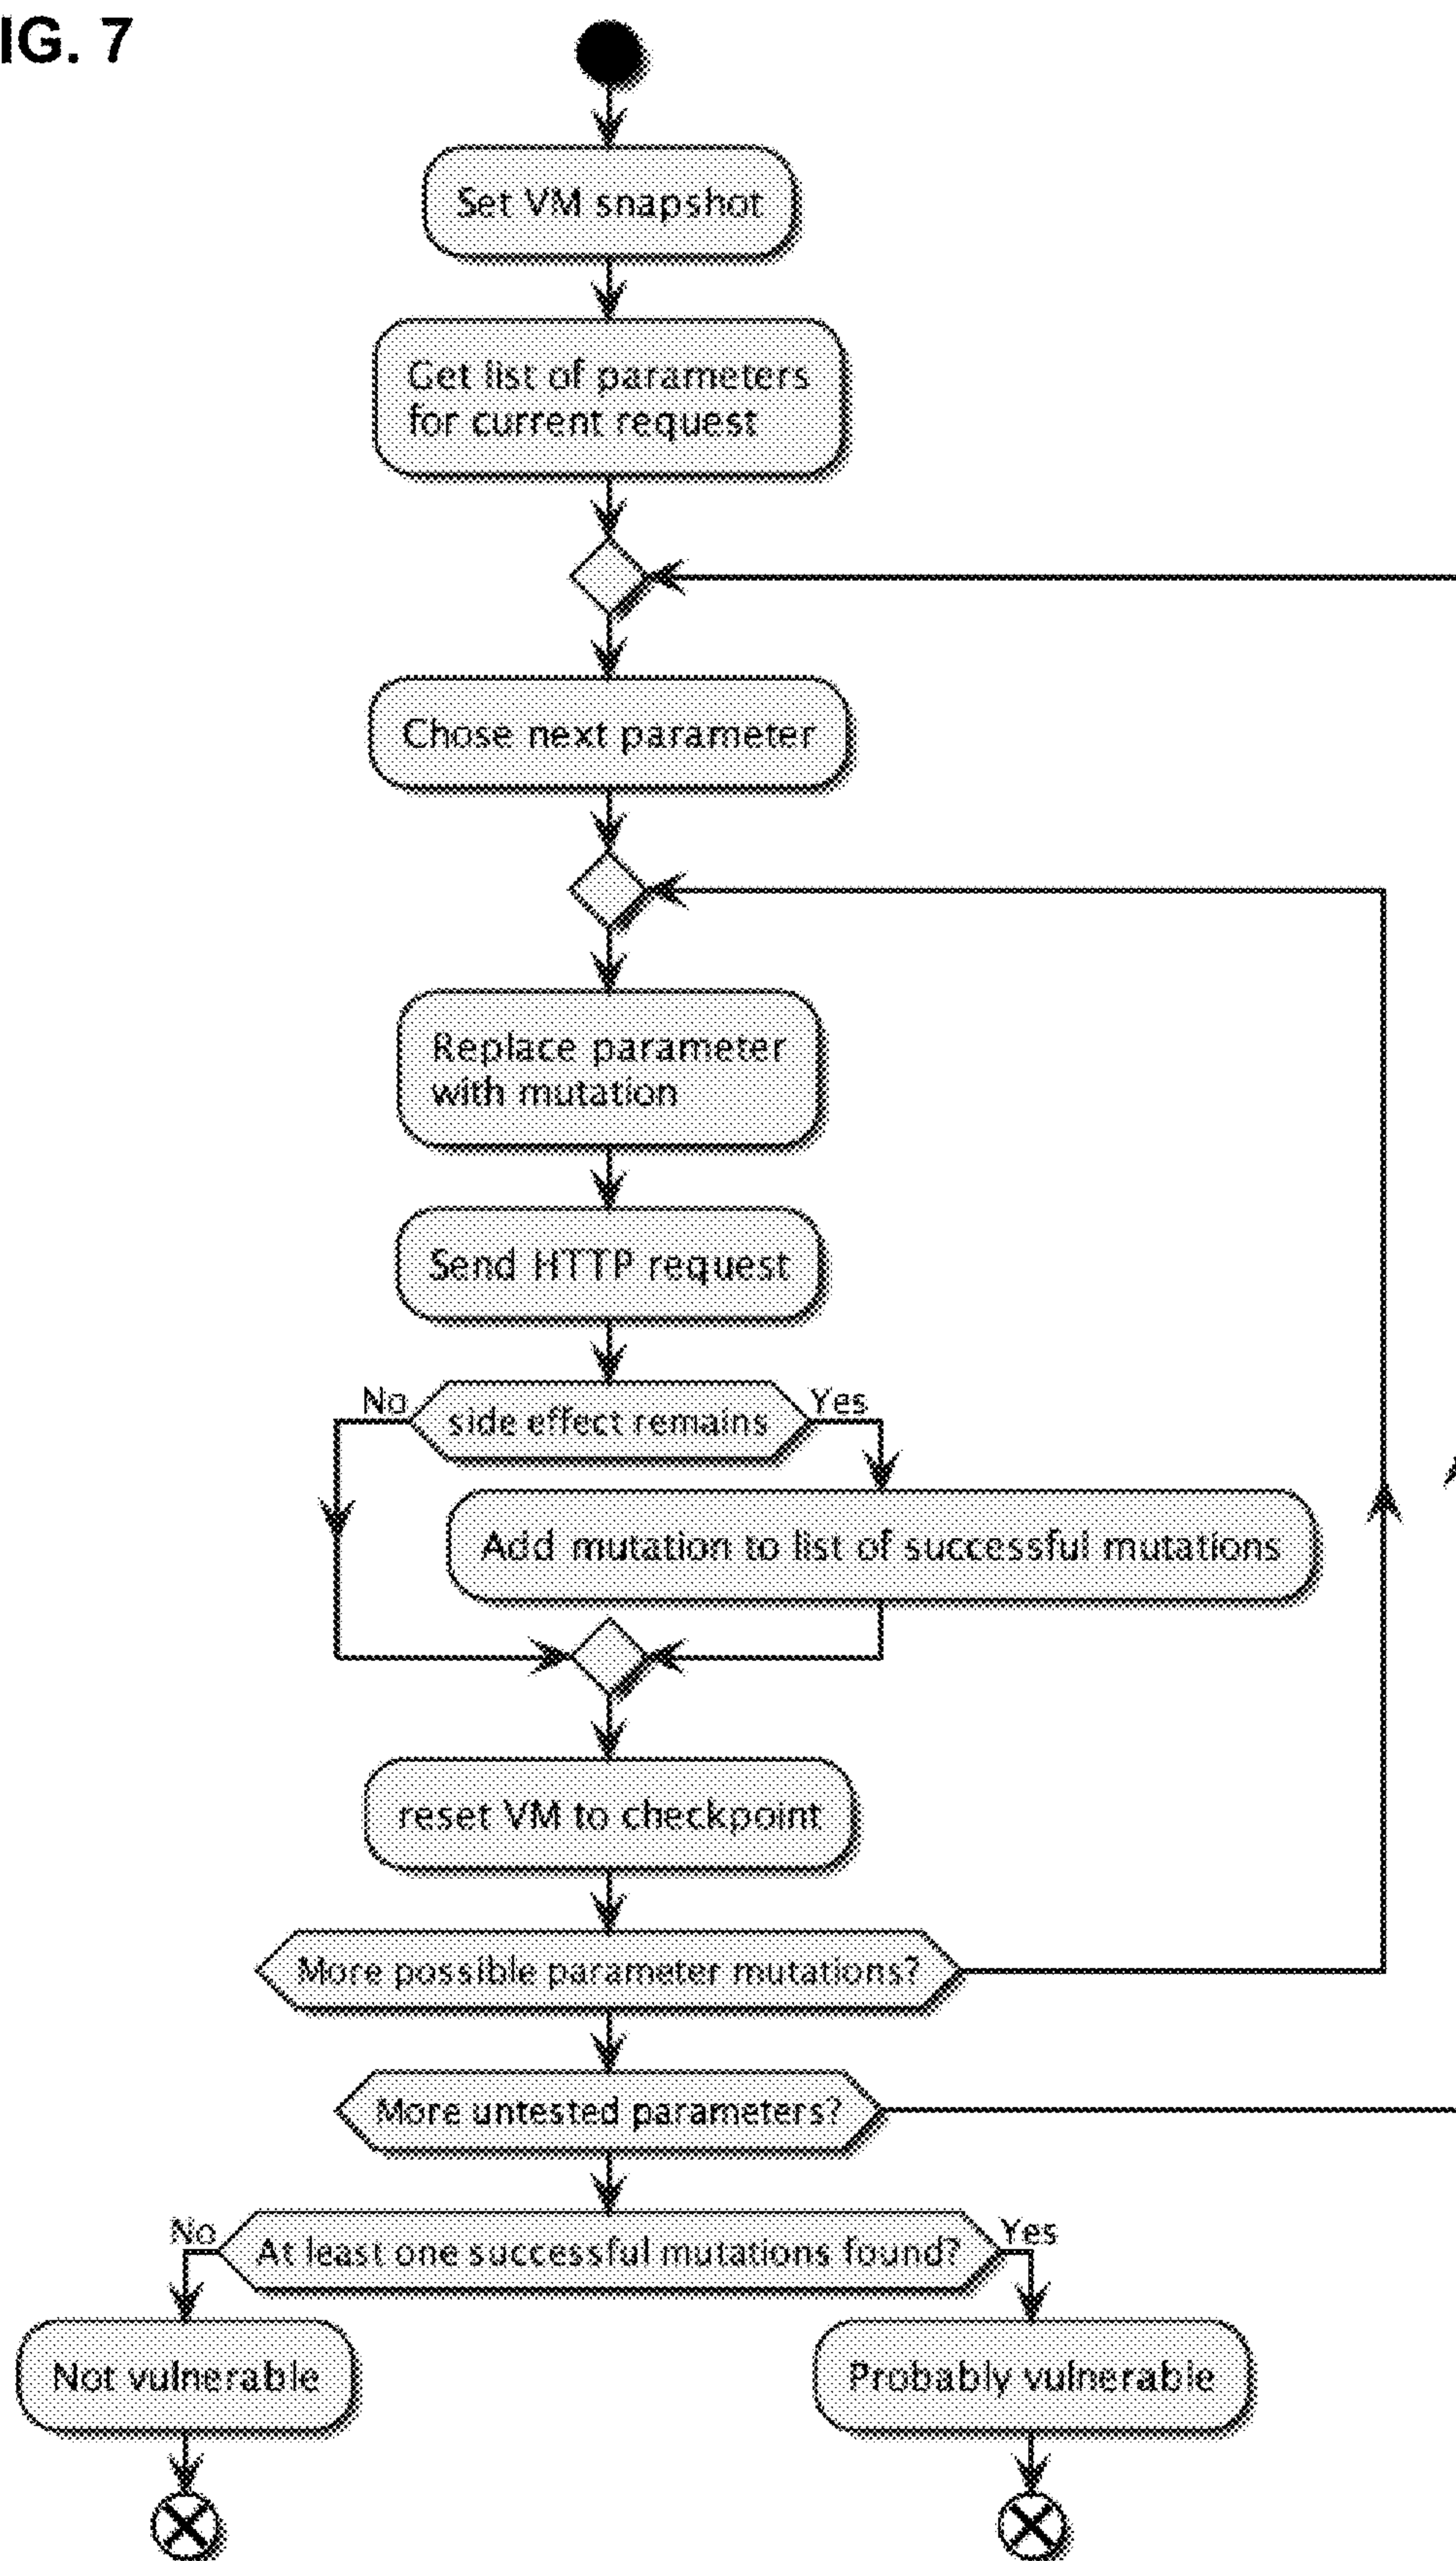 IG. 7
Set VM snapshot
Get list of parameters
for current request
Chose next parameter
Replace parameter
with mutation
Send HTTP request
No
side effect remains
Yes
Add mutation to list of successful mutations
reset VM to checkpoint
More possible parameter mutations?
More untested parameters?
No
At least one successful mutations found?
Yes
Not vulnerable
Probably vulnerable